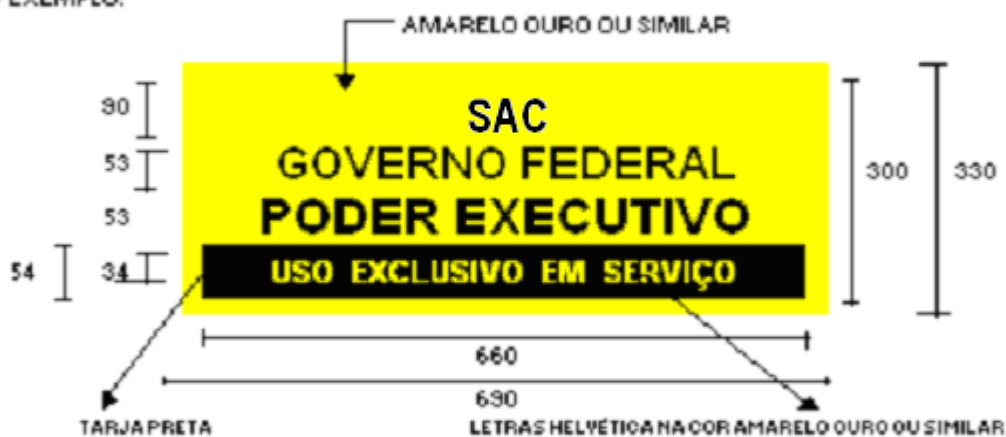 EXEMPLO:
AMARELO OURO OU SIMILAR
90
SAC
53
GOVERNO FEDERAL
300
330
53
PODER EXECUTIVO
54
34
USO EXCLUSIVO EM SERVIÇO
660
690
TARJA PRETA
LETRAS HELVÉTICA NA COR AMARELO OURO OU SIMILAR